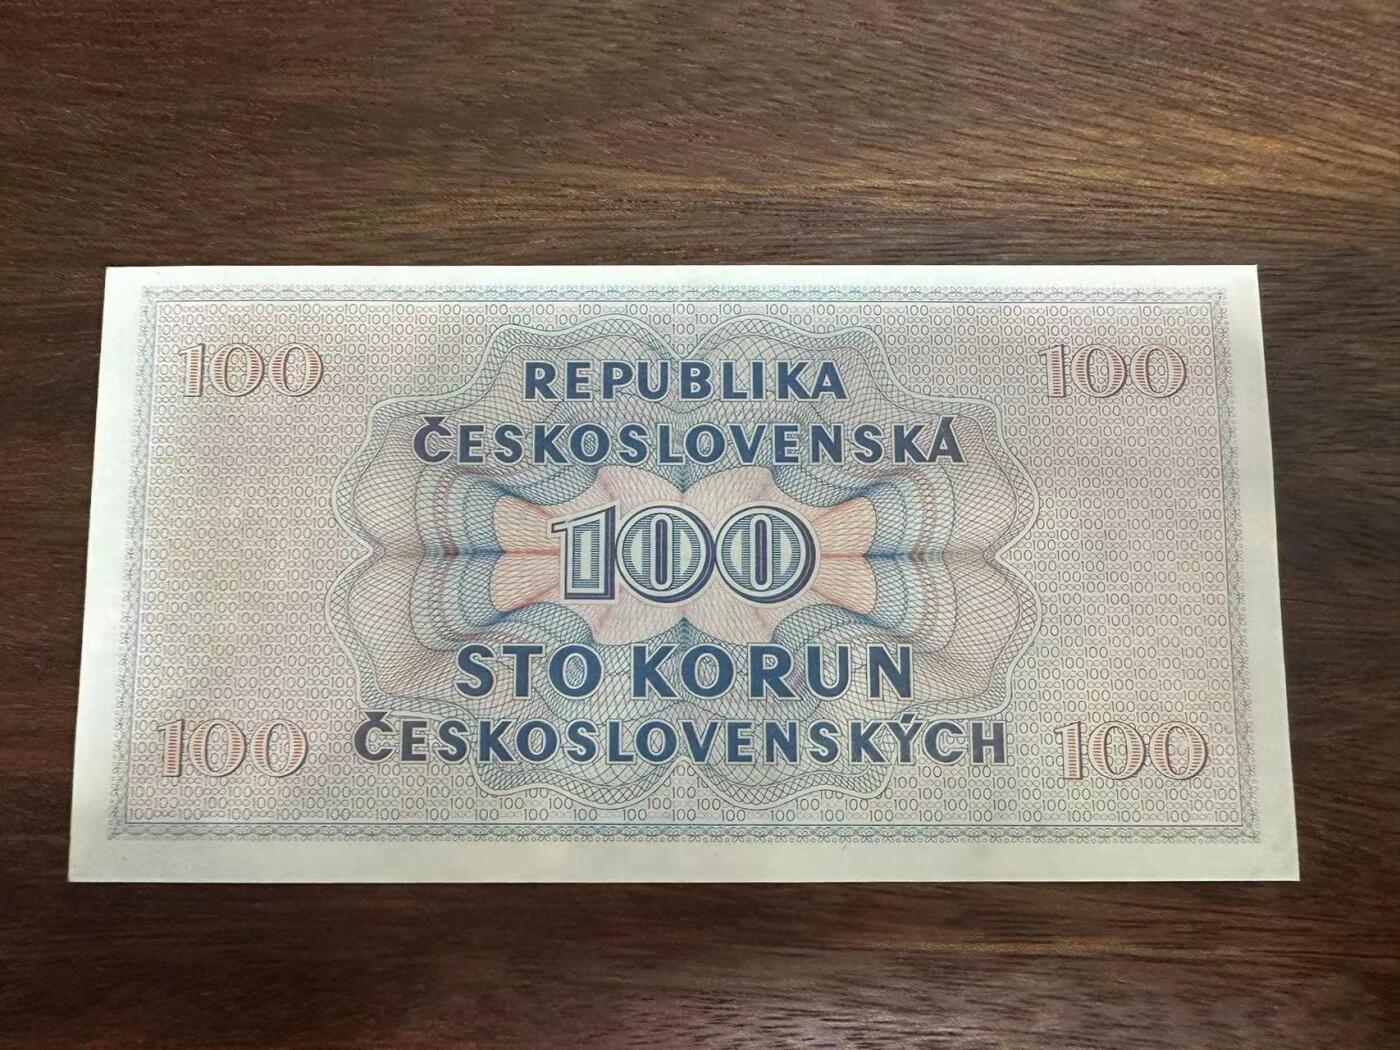 100 100
REPUBLIKA
ČESKOSLOVENSKÁ
100
STO KORUN
ČESKOSLOVENSKÝCH
100 100